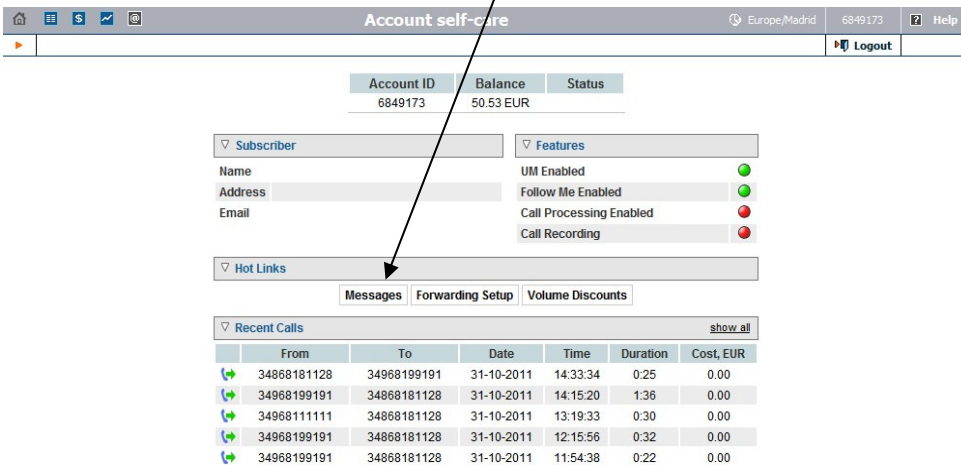 Account self-care Europe/Madrid 6849173 Help
Logout
Account ID Balance Status
6849173 50.53 EUR
Subscriber
Name
Address
Email
Features
UM Enabled
Follow Me Enabled
Call Processing Enabled
Call Recording
Hot Links
Messages Forwarding Setup Volume Discounts
Recent Calls show all
From To Date Time Duration Cost, EUR
34868181128 34968199191 31-10-2011 14:33:34 0:25 0.00
34968199191 34868181128 31-10-2011 14:15:20 1:36 0.00
34968111111 34868181128 31-10-2011 13:19:33 0:30 0.00
34968199191 34868181128 31-10-2011 12:15:56 0:32 0.00
34968199191 34868181128 31-10-2011 11:54:38 0:22 0.00